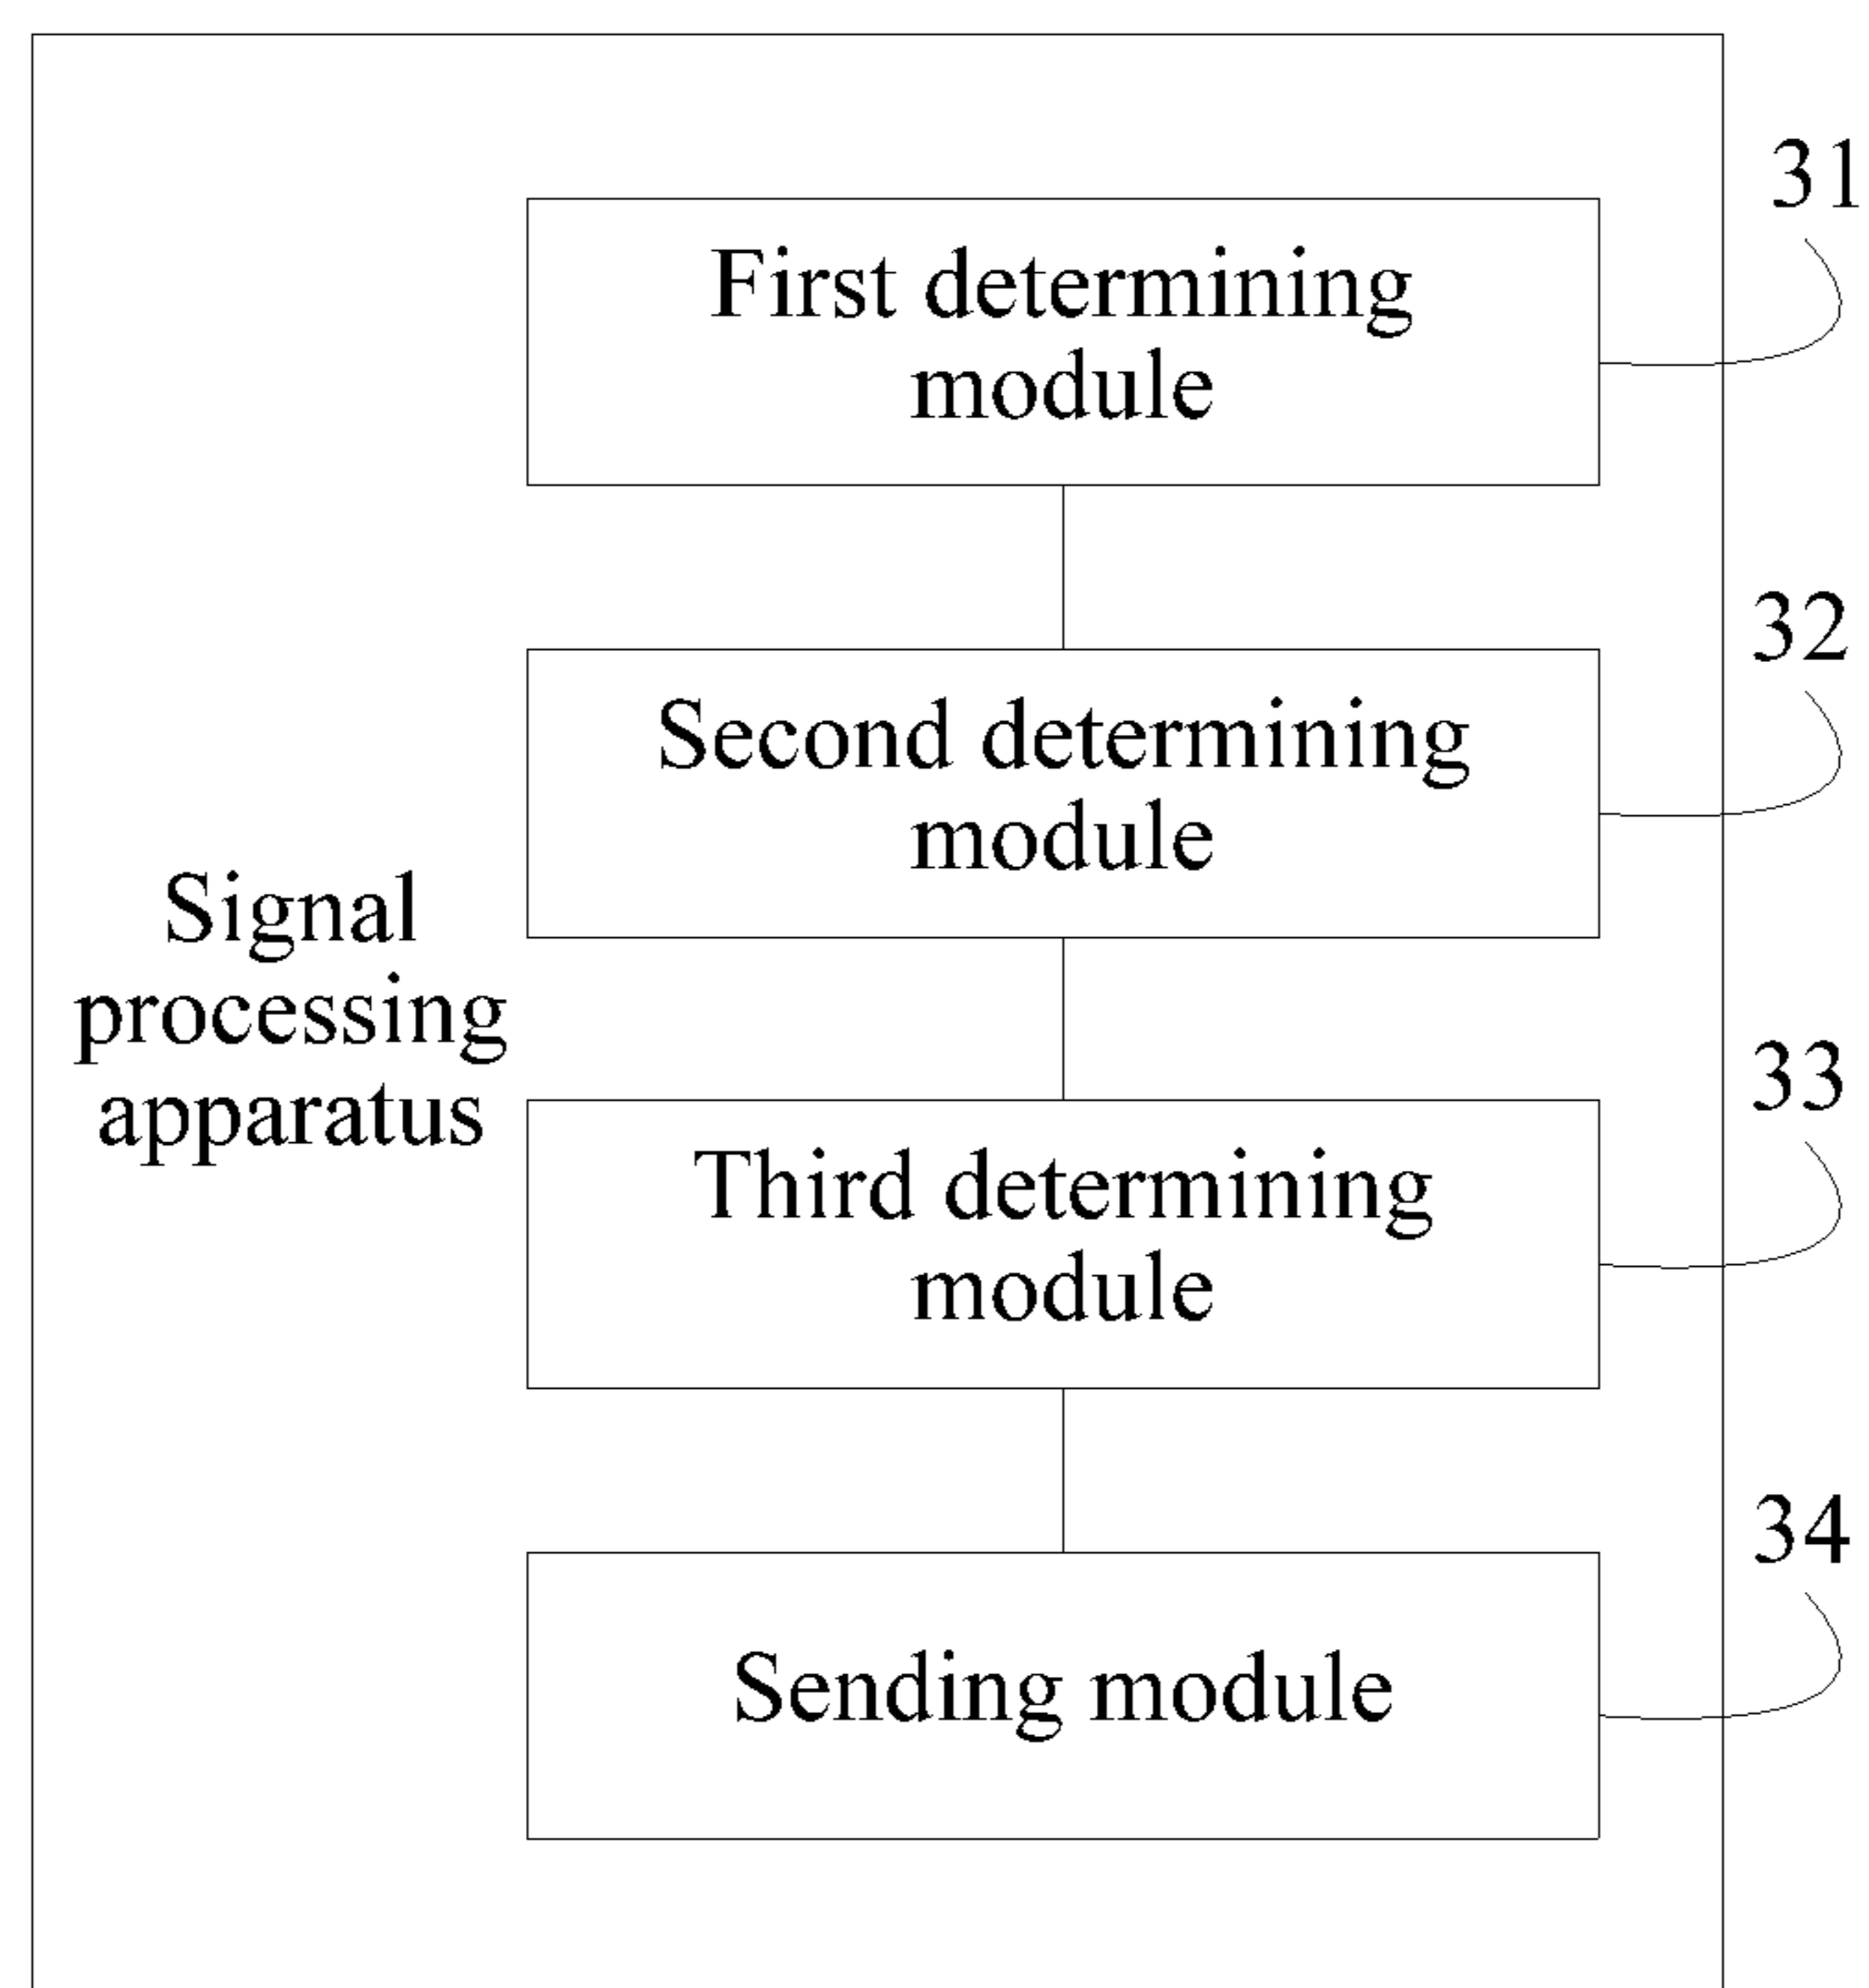 31
First determining
module
32
Second determining
module
Signal
processing
apparatus
33
Third determining
module
34
Sending module